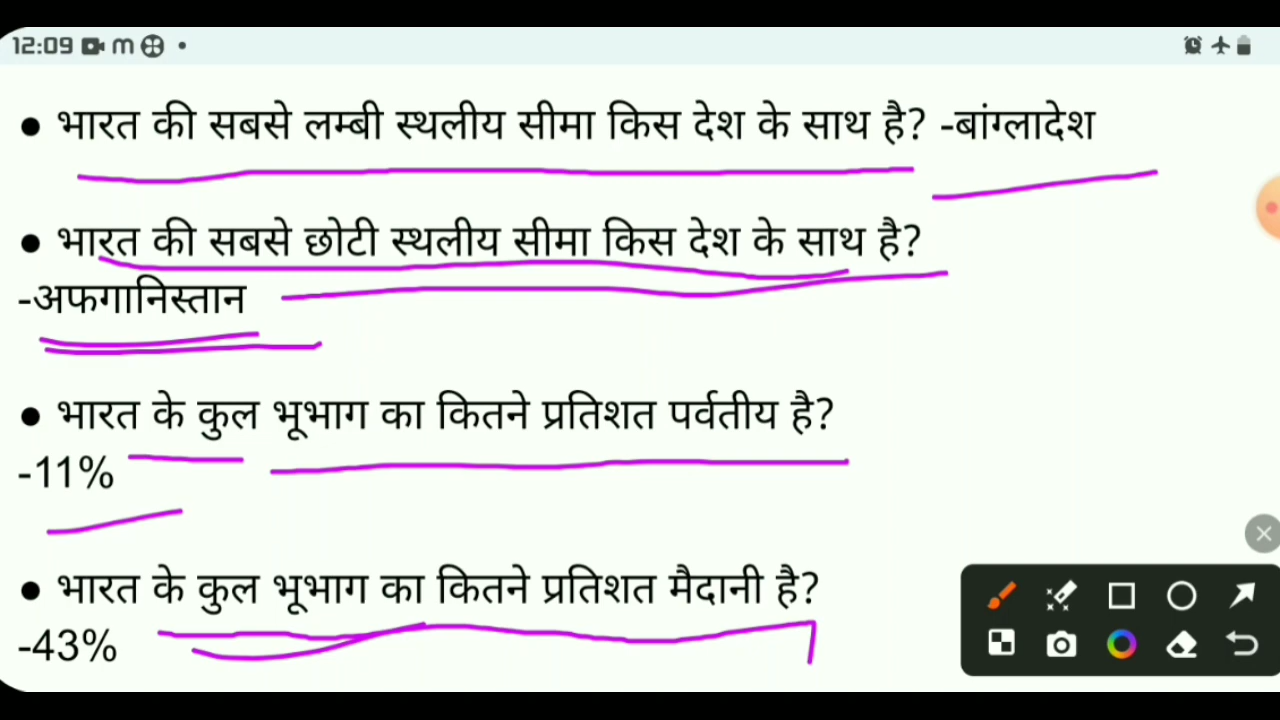 12:09
● भारत की सबसे लम्बी स्थलीय सीमा किस देश के साथ है? -बांग्लादेश
● भारत की सबसे छोटी स्थलीय सीमा किस देश के साथ है?
-अफगानिस्तान
● भारत के कुल भूभाग का कितने प्रतिशत पर्वतीय है?
-11%
● भारत के कुल भूभाग का कितने प्रतिशत मैदानी है?
-43%